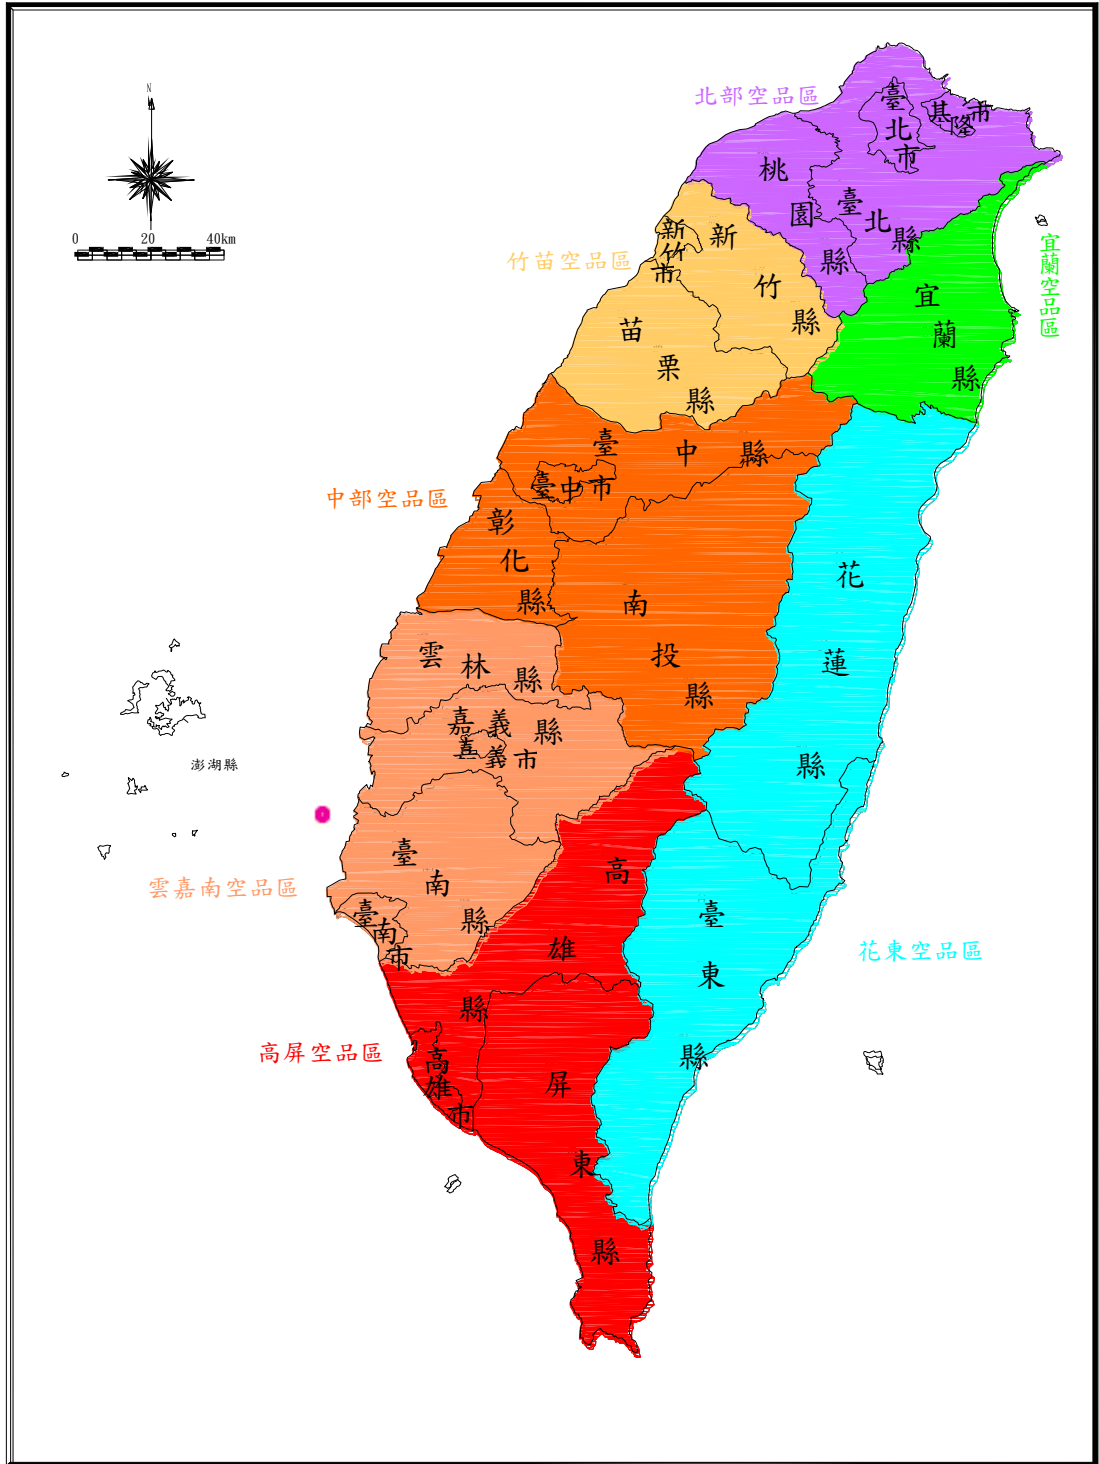 N
0 20 40km
北部空品區
臺北市
基隆市
桃園縣
臺北縣
宜蘭空品區
竹苗空品區
新竹市
新竹縣
宜蘭縣
苗栗縣
中部空品區
臺中縣
臺中市
彰化縣
南投縣
花蓮縣
雲林縣
嘉義縣
嘉義市
澎湖縣
雲嘉南空品區
臺南縣
臺南市
花東空品區
臺東縣
高屏空品區
高雄縣
高雄市
屏東縣